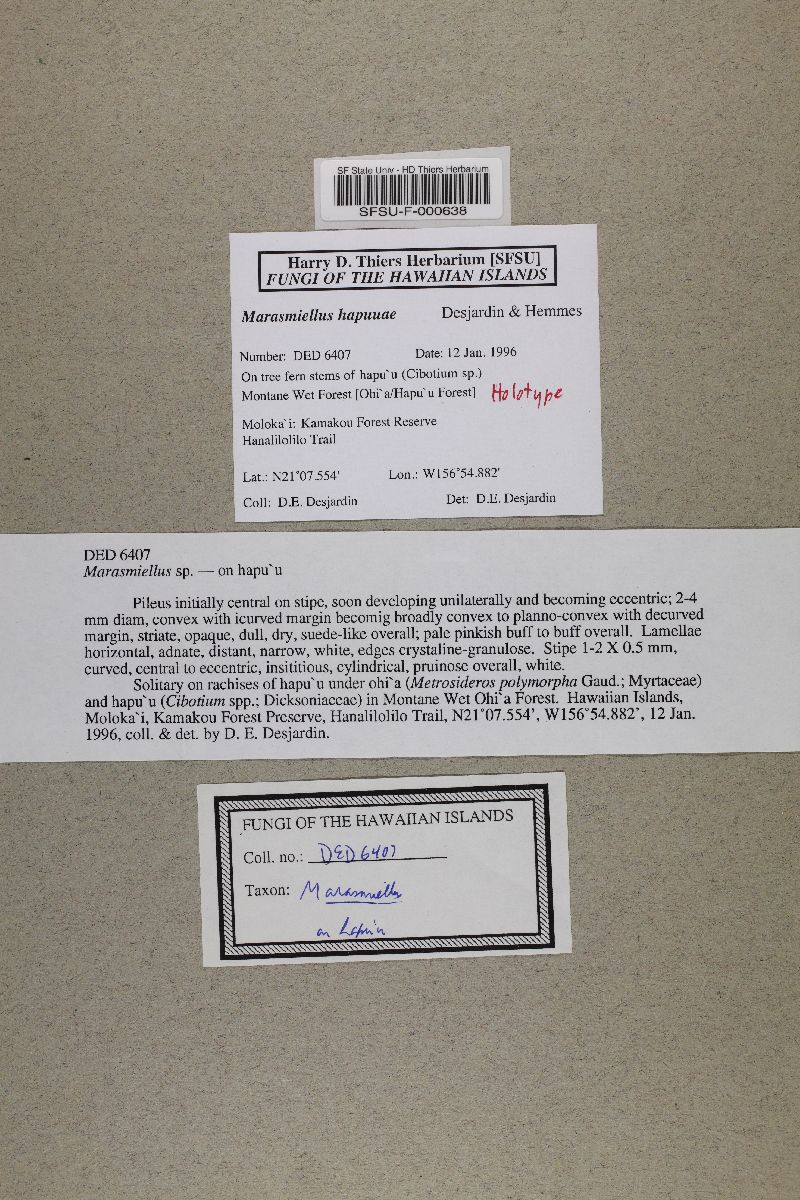 SF State Univ - HD Thiers Herbarium
SFSU-F-000638
Harry D. Thiers Herbarium [SFSU]
FUNGI OF THE HAWAIIAN ISLANDS
Marasmiellus hapuuae Desjardin & Hemmes
Number: DED 6407 Date: 12 Jan. 1996
On tree fern stems of hapu`u (Cibotium sp.)
Montane Wet Forest [Ohi`a/Hapu`u Forest] Holotype
Moloka`i: Kamakou Forest Reserve
Hanalilolilo Trail
Lat.: N21°07.554' Lon.: W156°54.882'
Coll: D.E. Desjardin Det: D.E. Desjardin
DED 6407
Marasmiellus sp. — on hapu`u
Pileus initially central on stipe, soon developing unilaterally and becoming eccentric; 2-4
mm diam, convex with icurved margin becomig broadly convex to planno-convex with decurved
margin, striate, opaque, dull, dry, suede-like overall; pale pinkish buff to buff overall. Lamellae
horizontal, adnate, distant, narrow, white, edges crystaline-granulose. Stipe 1-2 X 0.5 mm,
curved, central to eccentric, insititious, cylindrical, pruinose overall, white.
Solitary on rachises of hapu`u under ohi`a (Metrosideros polymorpha Gaud.; Myrtaceae)
and hapu`u (Cibotium spp.; Dicksoniaceae) in Montane Wet Ohi`a Forest. Hawaiian Islands,
Moloka`i, Kamakou Forest Preserve, Hanalilolilo Trail, N21°07.554', W156°54.882', 12 Jan.
1996, coll. & det. by D. E. Desjardin.
FUNGI OF THE HAWAIIAN ISLANDS
Coll. no.: DED 6407
Taxon: Marasmiellus
on hapu'u